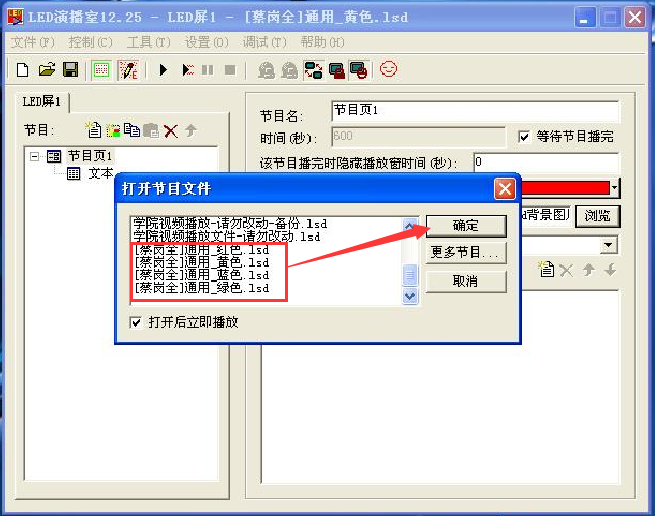 LED演播室12.25 - LED屏1 - [蔡岗全]通用_黄色.lsd
文件(F) 控制(C) 工具(T) 设置(O) 调试(T) 帮助(H)
LED屏1
节目:
节目页1
文本
节目名: 节目页1
时间(秒): 600 等待节目播完
该节目播完时隐藏播放窗时间(秒): 0
d背景图片 浏览
打开节目文件
学院视频播放-请勿改动-备份.lsd
学院视频播放文件-请勿改动.lsd
[蔡岗全]通用_红色.lsd
[蔡岗全]通用_黄色.lsd
[蔡岗全]通用_蓝色.lsd
[蔡岗全]通用_绿色.lsd
确定
更多节目...
取消
打开后立即播放